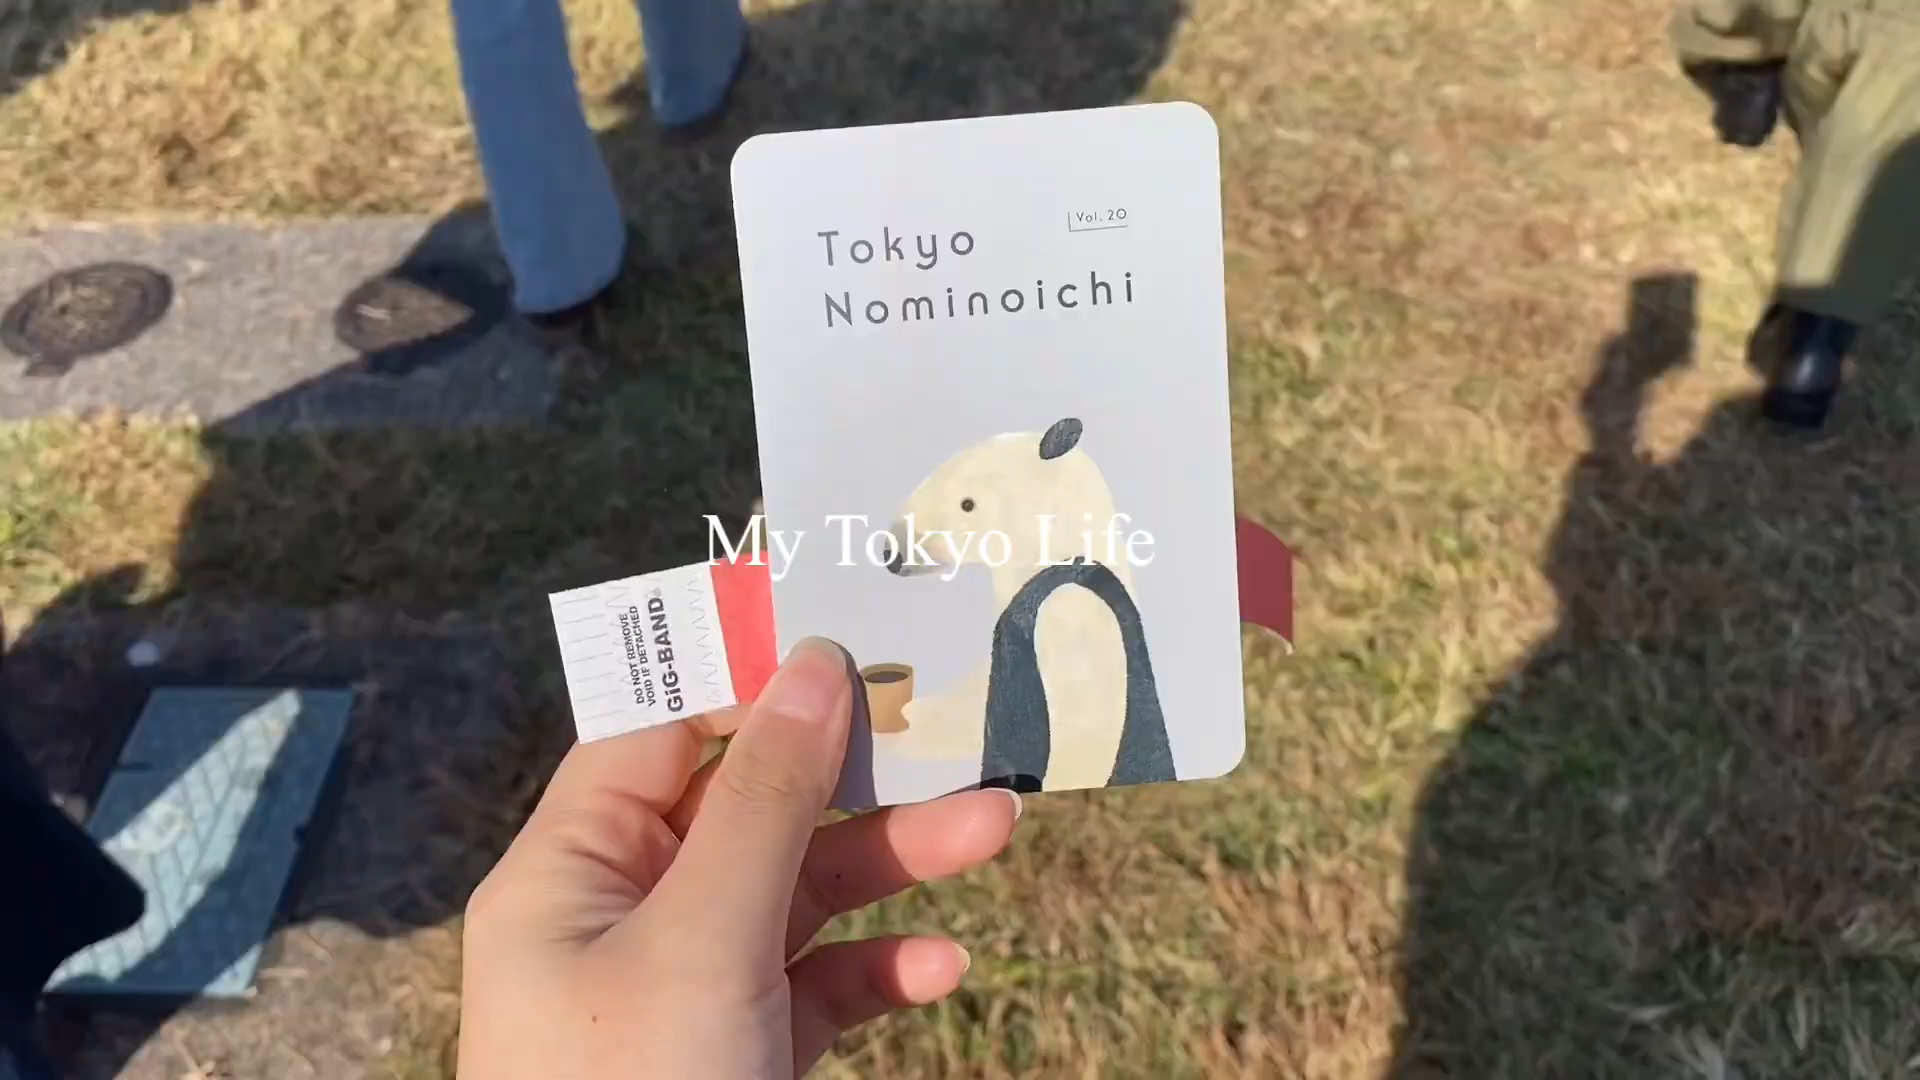 Vol. 20
Tokyo
Nominoichi
My Tokyo Life
DO NOT REMOVE
VOID IF DETACHED
GiG-BAND